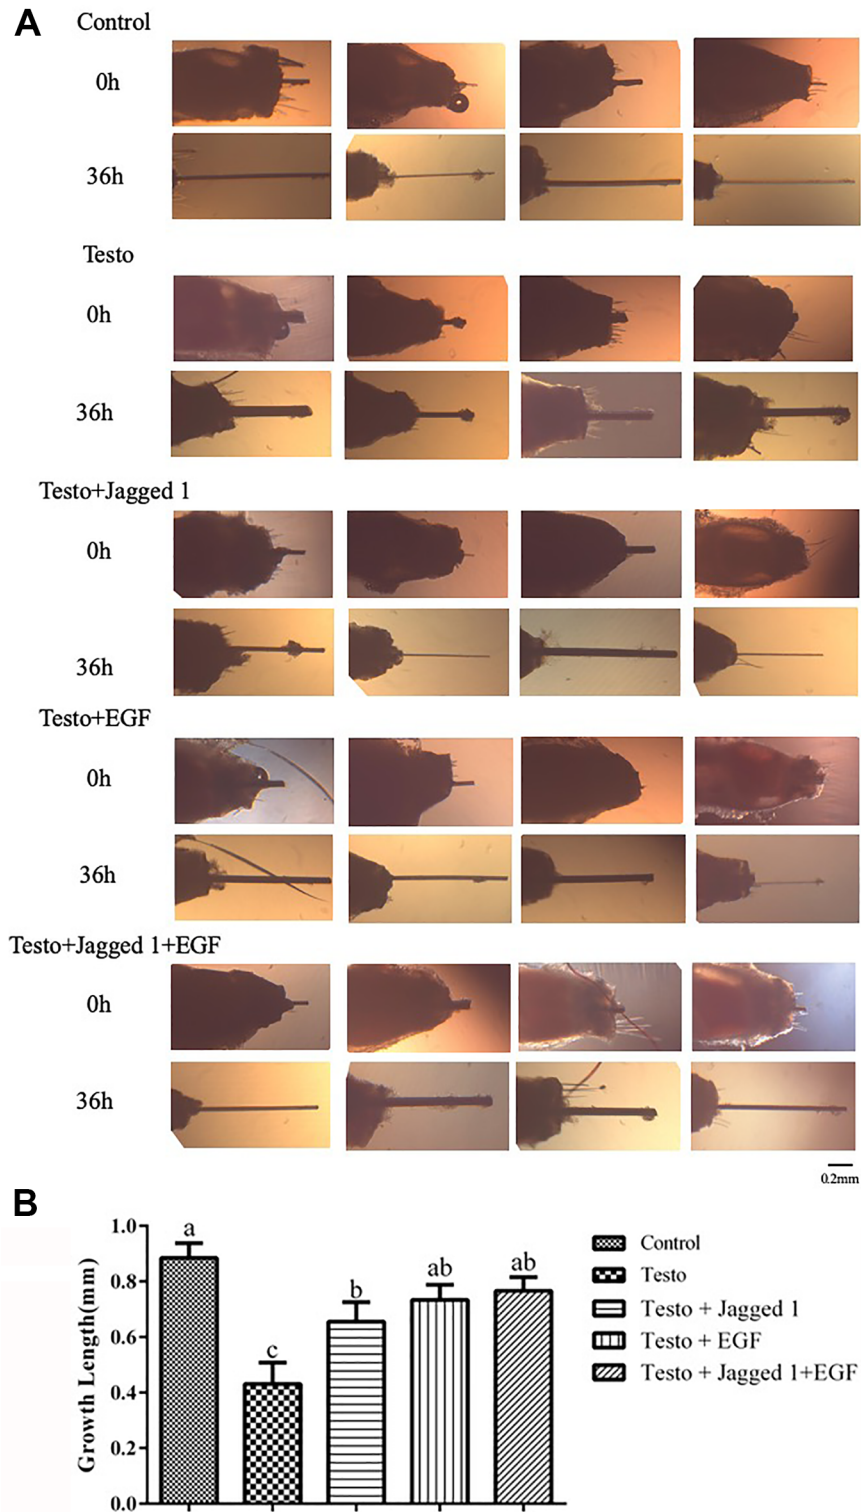 A
Control
0h
36h
Testo
0h
36h
Testo+Jagged 1
0h
36h
Testo+EGF
0h
36h
Testo+Jagged 1+EGF
0h
36h
0.2mm
B
Growth Length(mm)
1.0
0.8
0.6
0.4
0.2
0.0
a
c
b
ab
ab
Control
Testo
Testo + Jagged 1
Testo + EGF
Testo + Jagged 1+EGF